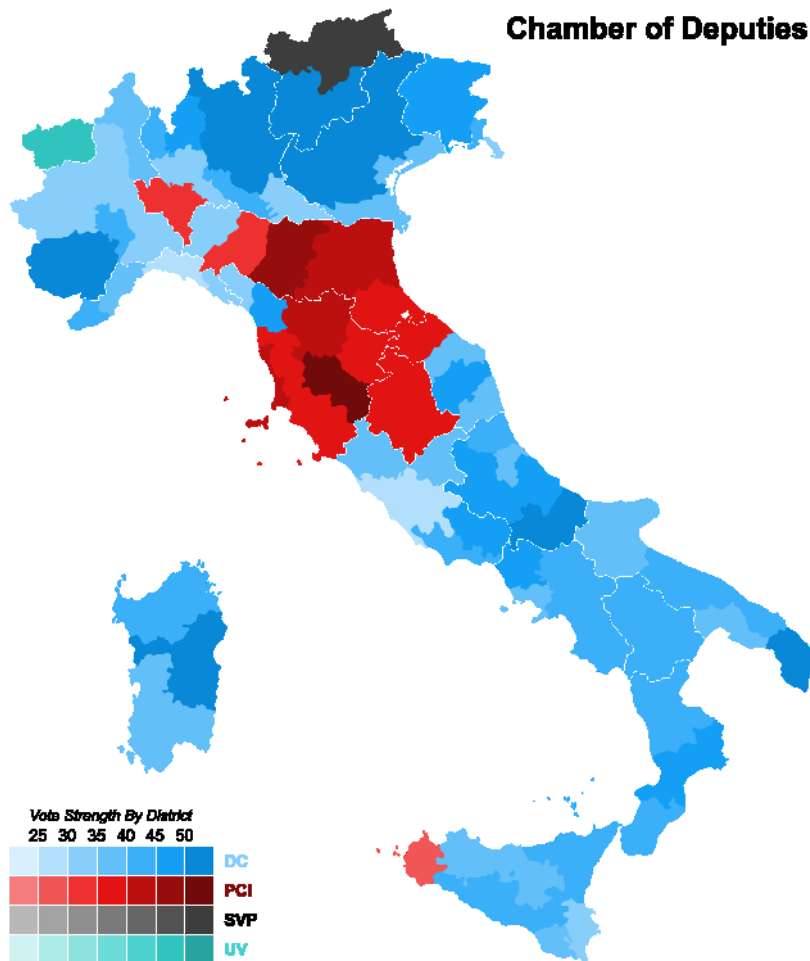 Chamber of Deputies
Vote Strength By District
25 30 35 40 45 50
DC
PCI
SVP
UV